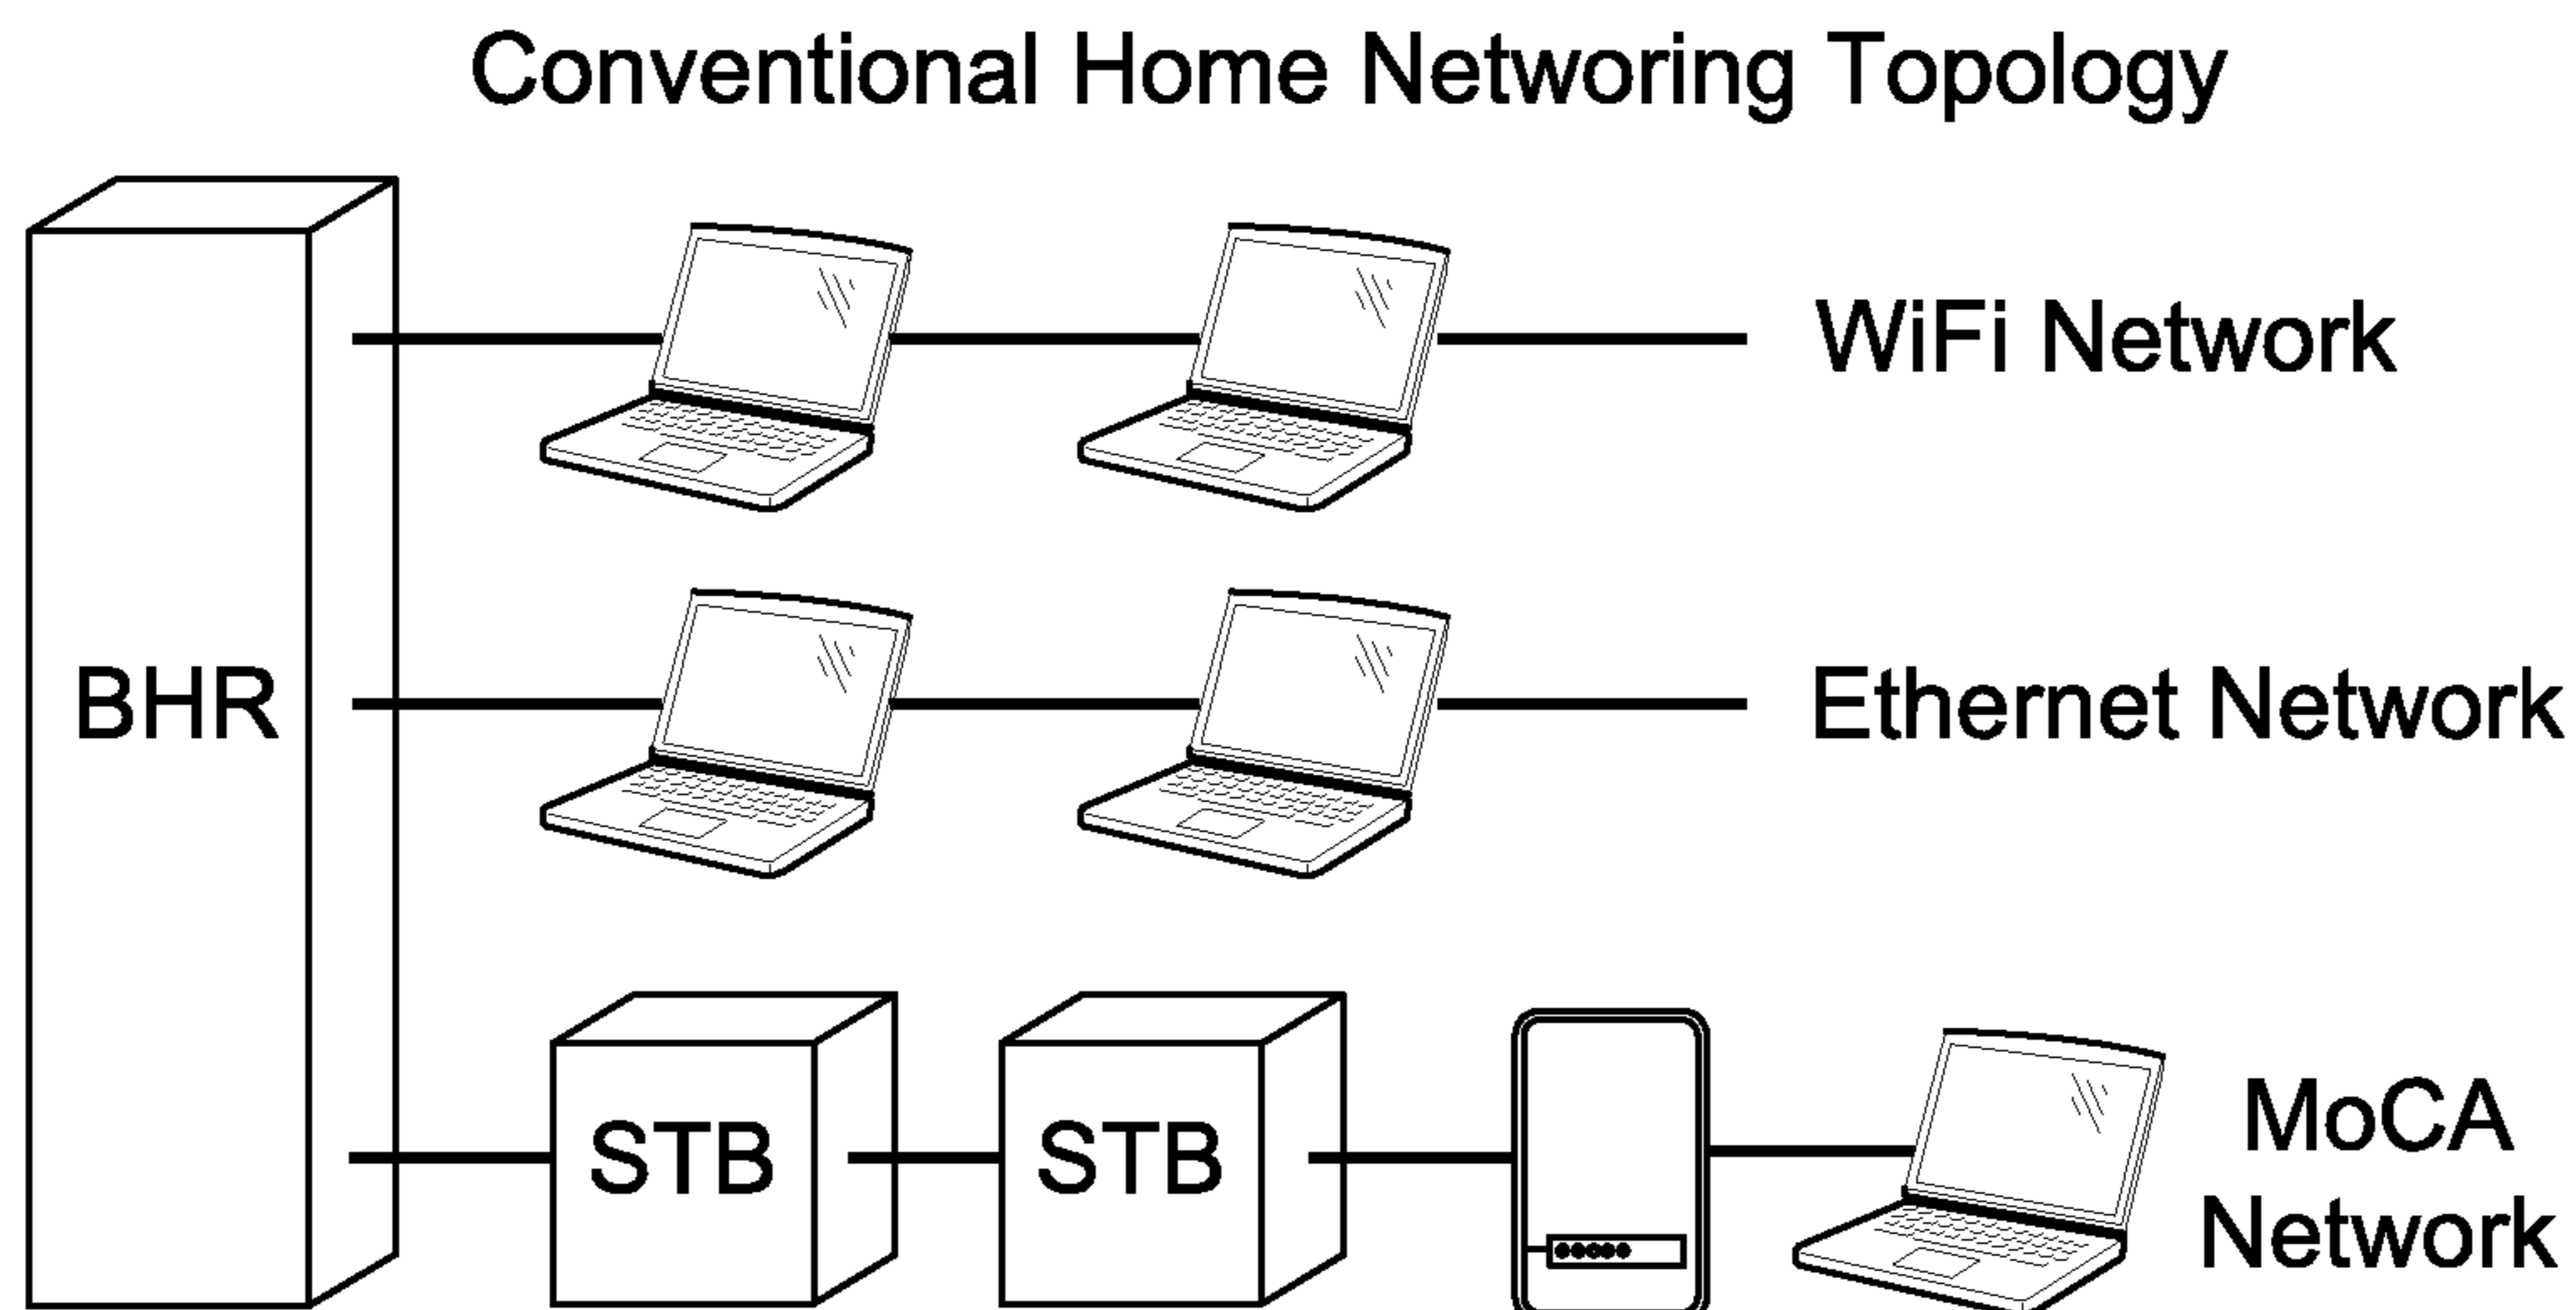 Conventional Home Networing Topology
WiFi Network
BHR
Ethernet Network
STB
STB
MoCA
Network